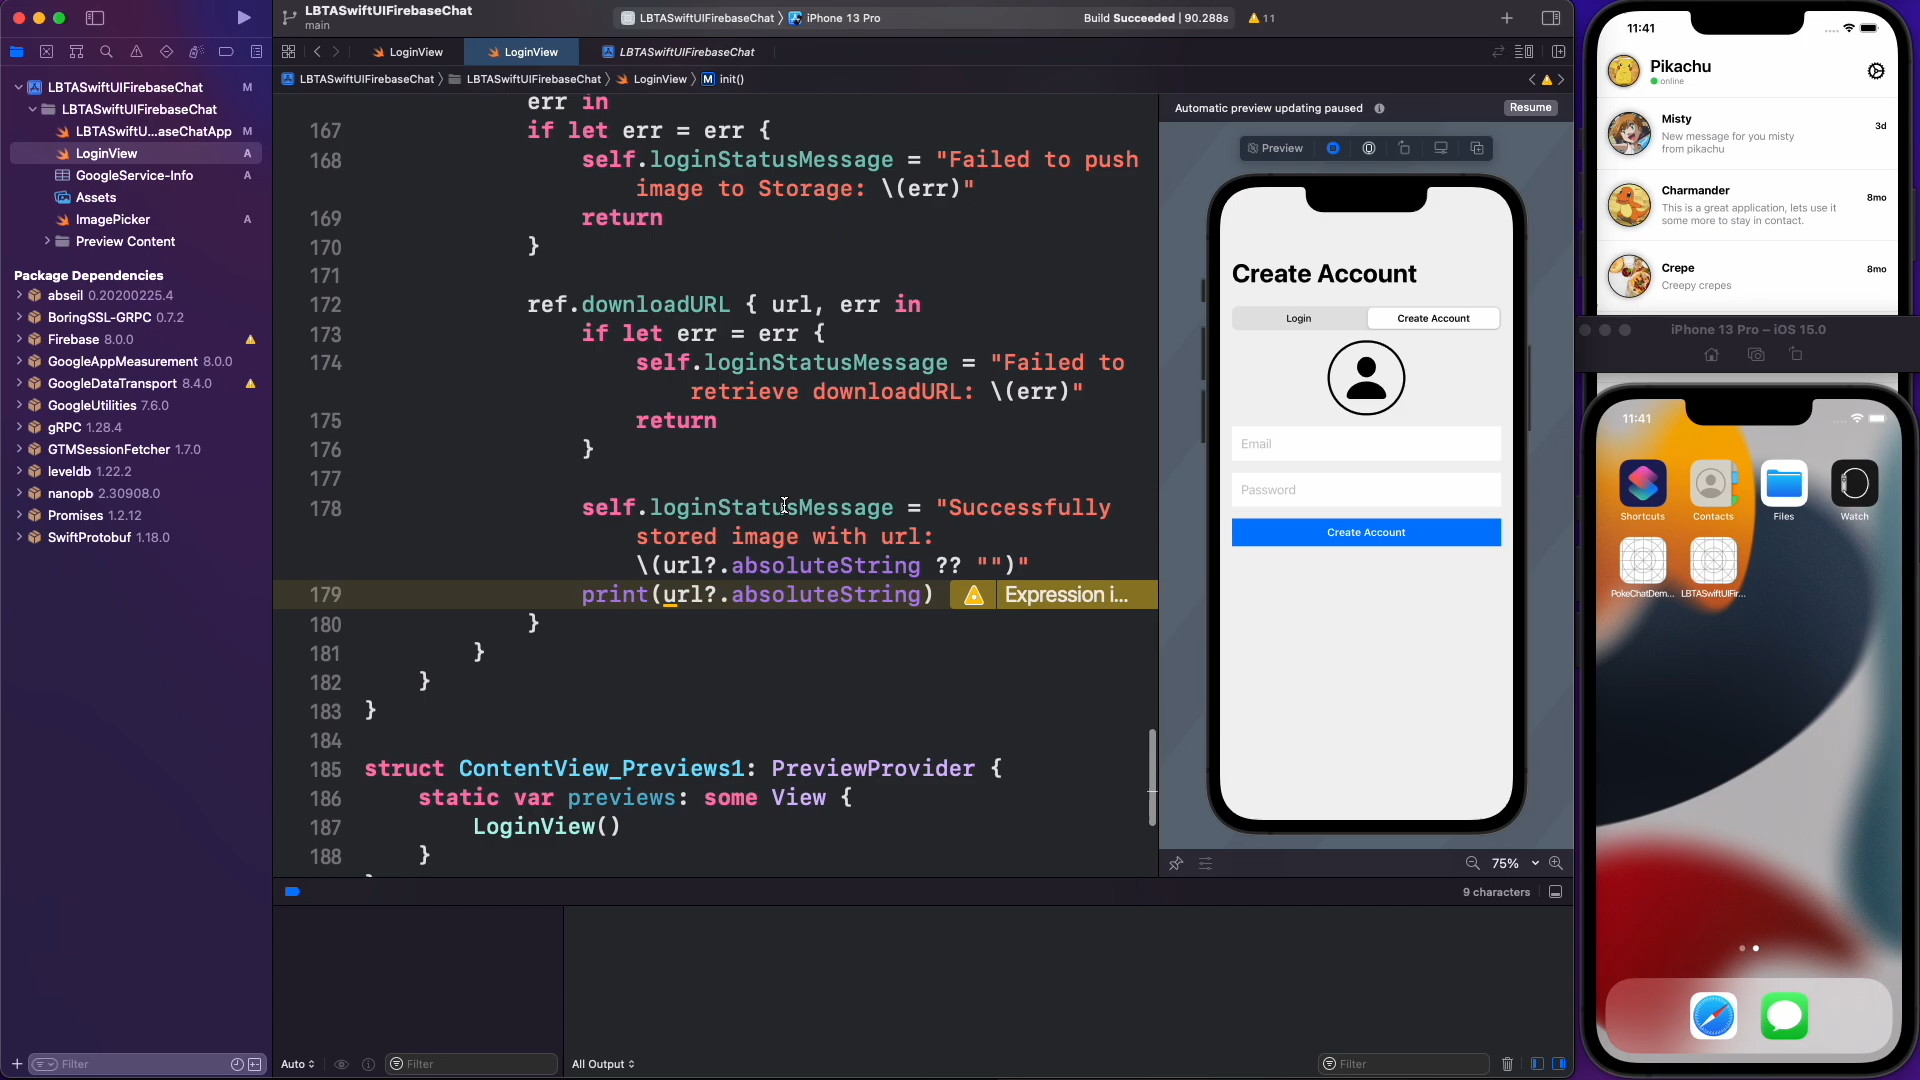 LBTASwiftUIFirebaseChat
main
LBTASwiftUIFirebaseChat
iPhone 13 Pro
Build Succeeded | 90.288s
11
LoginView
LoginView
LBTASwiftUIFirebaseChat
LBTASwiftUIFirebaseChat
LBTASwiftUIFirebaseChat
LoginView
M
init()
LBTASwiftUIFirebaseChat M
LBTASwiftUIFirebaseChat
LBTASwiftU...aseChatApp M
LoginView A
GoogleService-Info A
Assets
ImagePicker A
Preview Content
Package Dependencies
abseil 0.20200225.4
BoringSSL-GRPC 0.7.2
Firebase 8.0.0
GoogleAppMeasurement 8.0.0
GoogleDataTransport 8.4.0
GoogleUtilities 7.6.0
gRPC 1.28.4
GTMSessionFetcher 1.7.0
leveldb 1.22.2
nanopb 2.30908.0
Promises 1.2.12
SwiftProtobuf 1.18.0
Filter
err in
167 if let err = err {
168 self.loginStatusMessage = "Failed to push
image to Storage: \(err)"
169 return
170 }
171
172 ref.downloadURL { url, err in
173 if let err = err {
174 self.loginStatusMessage = "Failed to
retrieve downloadURL: \(err)"
175 return
176 }
177
178 self.loginStatusMessage = "Successfully
stored image with url:
\(url?.absoluteString ?? "")"
179 print(url?.absoluteString) Expression i...
180 }
181 }
182 }
183 }
184
185 struct ContentView_Previews1: PreviewProvider {
186 static var previews: some View {
187 LoginView()
188 }
9 characters
Auto
Filter
All Output
Filter
Automatic preview updating paused
Resume
Preview
Create Account
Login
Create Account
Email
Password
Create Account
75%
11:41
Pikachu
online
Misty
New message for you misty
from pikachu
3d
Charmander
This is a great application, lets use it
some more to stay in contact.
8mo
Crepe
Creepy crepes
8mo
iPhone 13 Pro – iOS 15.0
11:41
Shortcuts
Contacts
Files
Watch
PokeChatDem...
LBTASwiftUIFir...